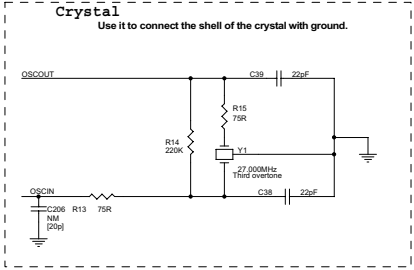 Crystal
Use it to connect the shell of the crystal with ground.
OSCOUT
C39
22pF
R15
75R
R14
220K
Y1
27.000MHz
Third overtone
OSCIN
C206
NM
[20p]
R13
75R
C38
22pF